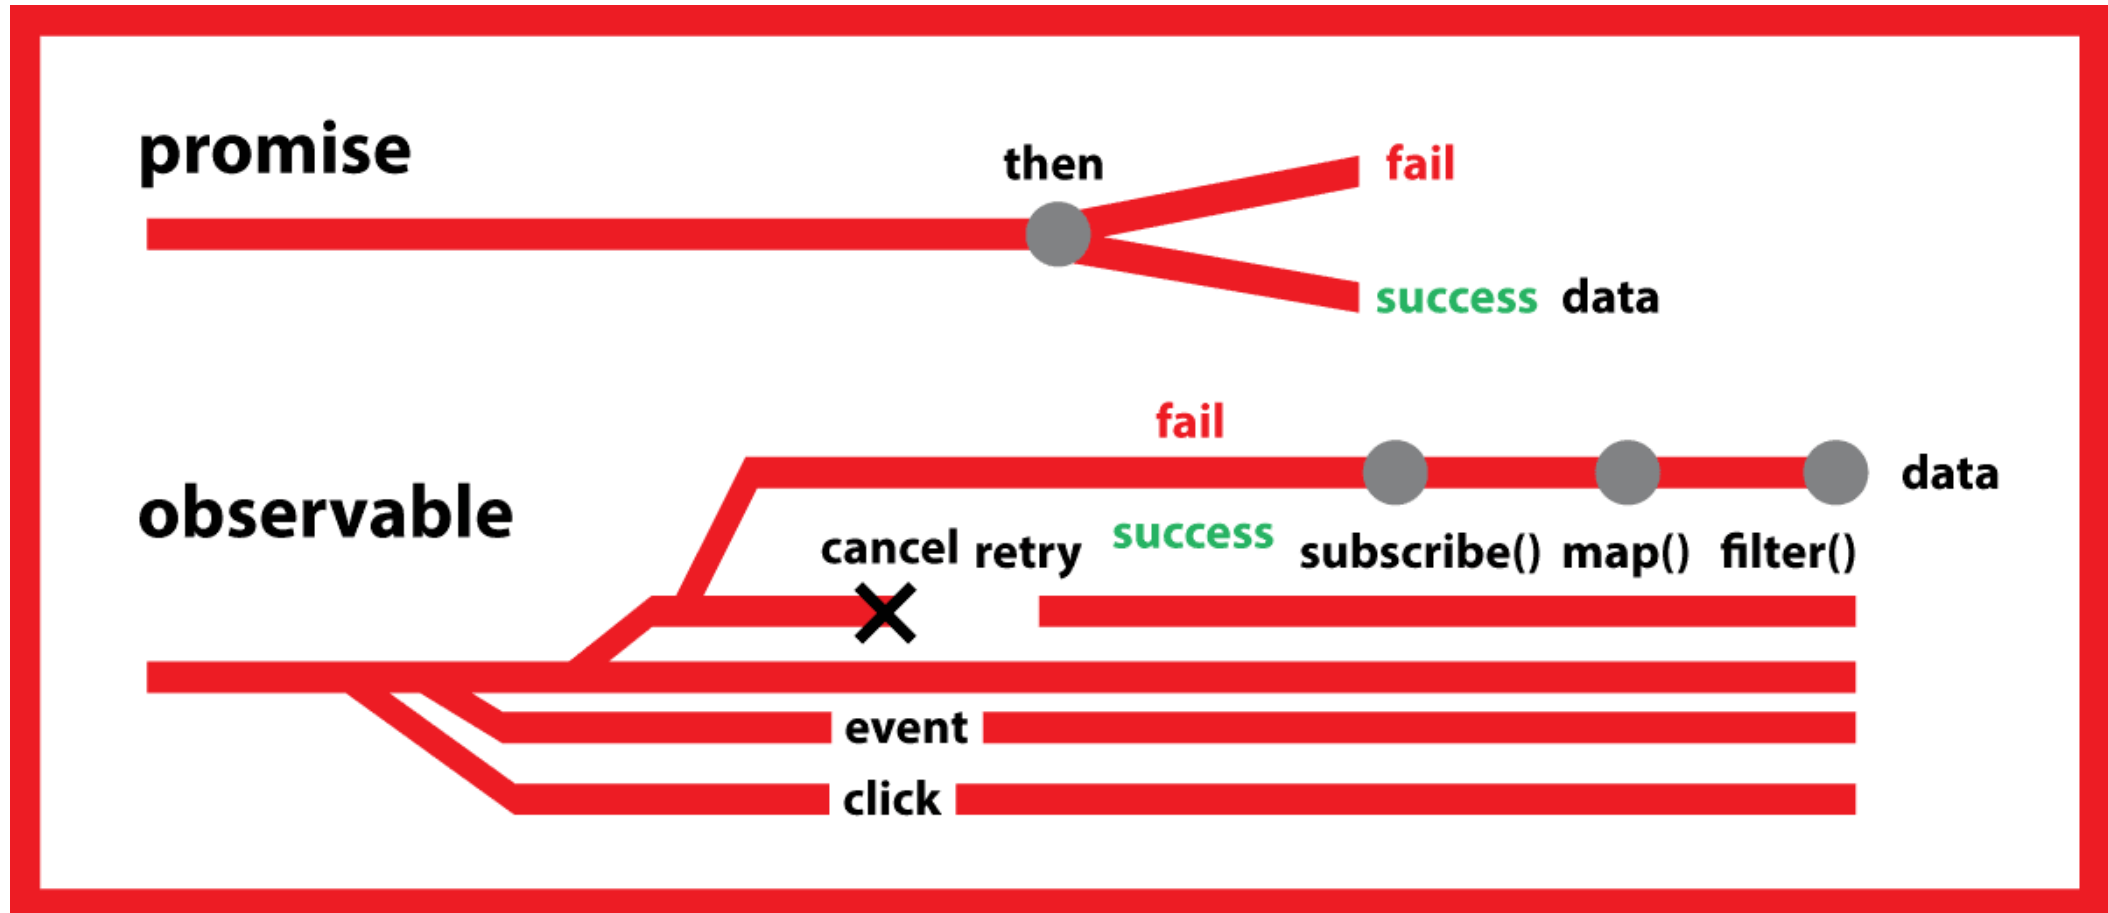 promise
then
fail
success data
fail
data
observable
cancel retry success subscribe() map() filter()
event
click